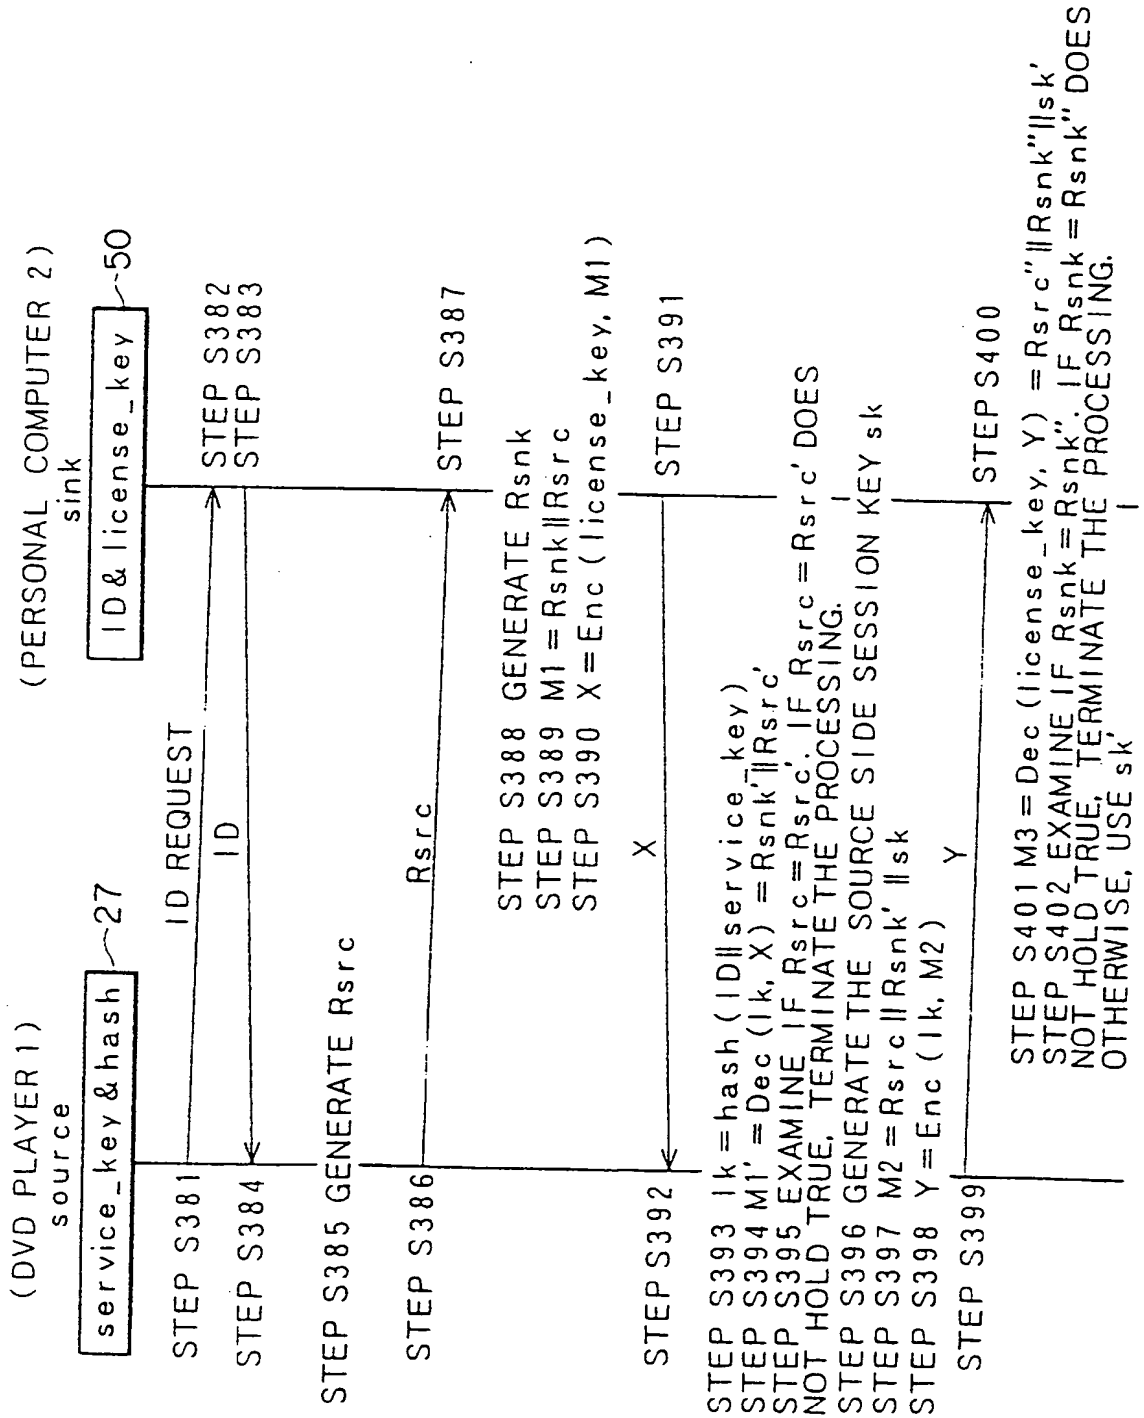 (DVD PLAYER 1)
source
service_key & hash
27
(PERSONAL COMPUTER 2)
sink
ID & license_key
50
STEP S381
ID REQUEST
STEP S382
STEP S383
ID
STEP S384
STEP S385 GENERATE Rsrc
STEP S386
Rsrc
STEP S387
STEP S388 GENERATE Rsnk
STEP S389 M1=Rsnk||Rsrc
STEP S390 X=Enc(license_key, M1)
STEP S391
X
STEP S392
STEP S393 lk=hash(ID||service_key)
STEP S394 M1'=Dec(lk, X)=Rsnk'||Rsrc'
STEP S395 EXAMINE IF Rsrc=Rsrc'. IF Rsrc=Rsrc' DOES
NOT HOLD TRUE, TERMINATE THE PROCESSING.
STEP S396 GENERATE THE SOURCE SIDE SESSION KEY sk
STEP S397 M2=Rsrc||Rsnk'||sk
STEP S398 Y=Enc(lk, M2)
STEP S399
Y
STEP S400
STEP S401 M3=Dec(license_key, Y)=Rsrc"||Rsnk"||sk'
STEP S402 EXAMINE IF Rsnk=Rsnk". IF Rsnk=Rsnk" DOES
NOT HOLD TRUE, TERMINATE THE PROCESSING.
OTHERWISE, USE sk'